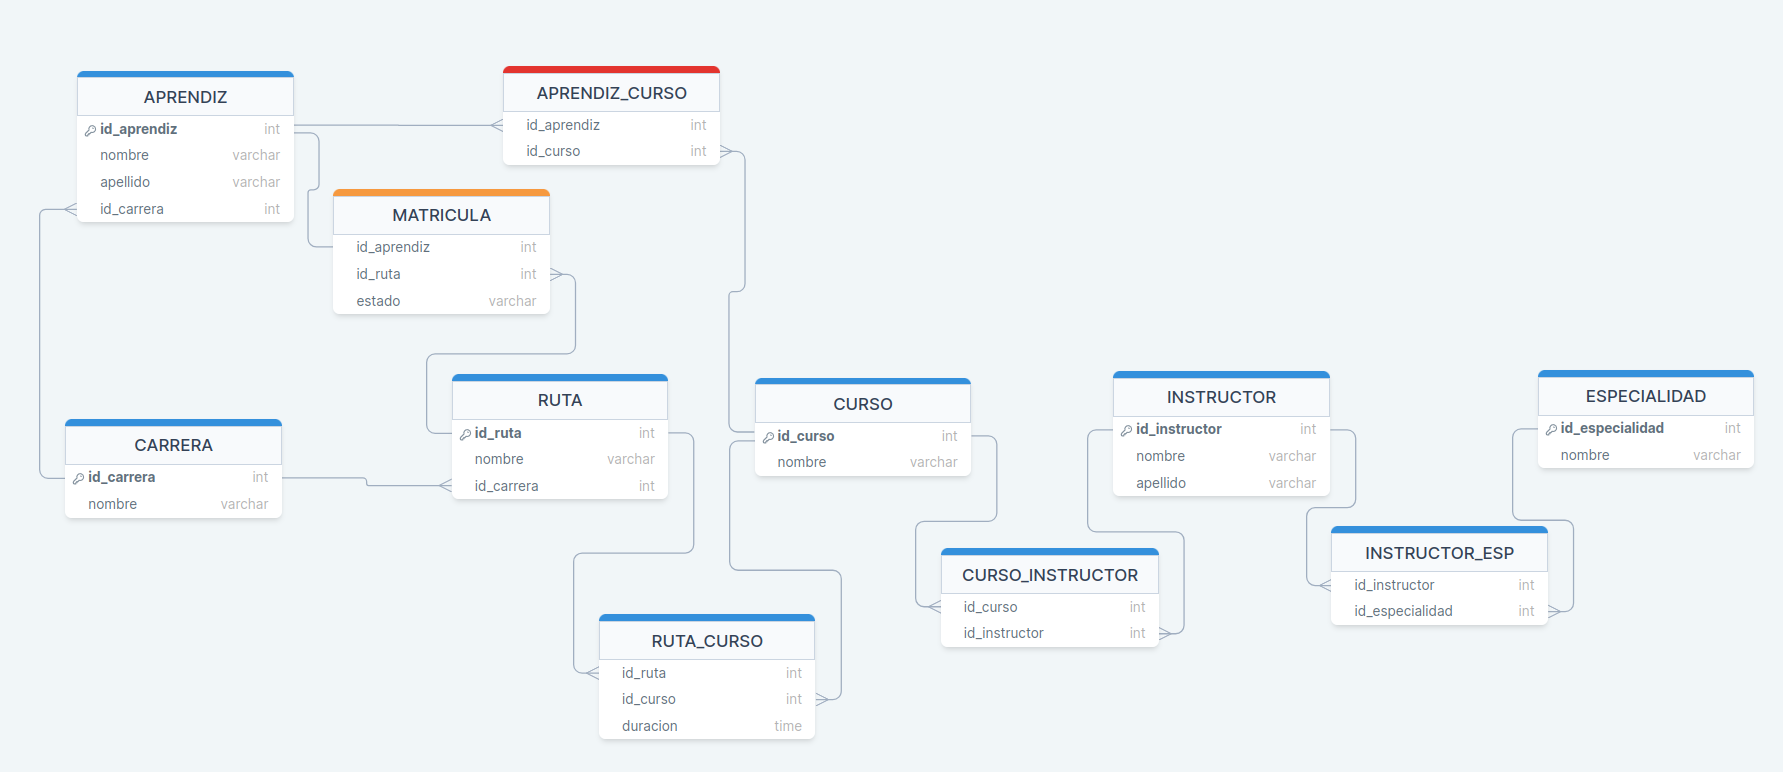 APRENDIZ
id_aprendiz int
nombre varchar
apellido varchar
id_carrera int
APRENDIZ_CURSO
id_aprendiz int
id_curso int
MATRICULA
id_aprendiz int
id_ruta int
estado varchar
CARRERA
id_carrera int
nombre varchar
RUTA
id_ruta int
nombre varchar
id_carrera int
CURSO
id_curso int
nombre varchar
INSTRUCTOR
id_instructor int
nombre varchar
apellido varchar
ESPECIALIDAD
id_especialidad int
nombre varchar
RUTA_CURSO
id_ruta int
id_curso int
duracion time
CURSO_INSTRUCTOR
id_curso int
id_instructor int
INSTRUCTOR_ESP
id_instructor int
id_especialidad int